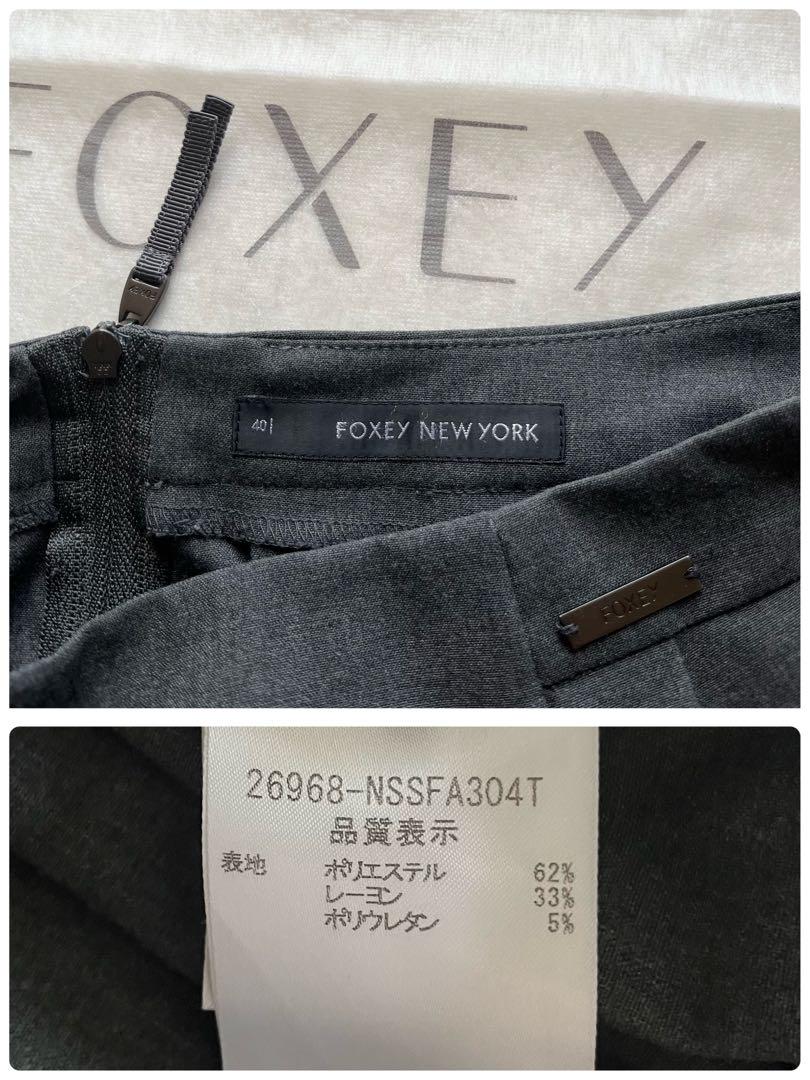 FOXEY
FOXEY
40
FOXEY NEW YORK
FOXEY
26968-NSSFA304T
品質表示
表地 ポリエステル 62%
レーヨン 33%
ポリウレタン 5%